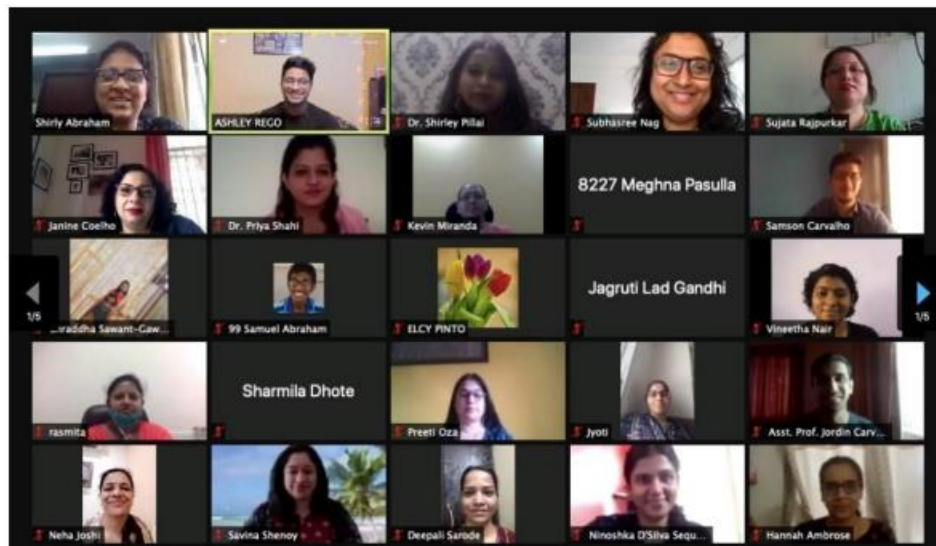 Shirly Abraham
ASHLEY REGO
Dr. Shirley Pillai
Subhasree Nag
Sujata Rajpurkar
Janine Coelho
Dr. Priya Shahi
Kevin Miranda
8227 Meghna Pasulla
Samson Carvalho
1/5
Shraddha Sawant-Gaw...
99 Samuel Abraham
ELCY PINTO
Jagruti Lad Gandhi
Vineetha Nair
1/5
rasmita
Sharmila Dhote
Preeti Oza
Jyoti
Asst. Prof. Jordin Carv...
Neha Joshi
Savina Shenoy
Deepali Sarode
Ninoshka D'Silva Sequ...
Hannah Ambrose